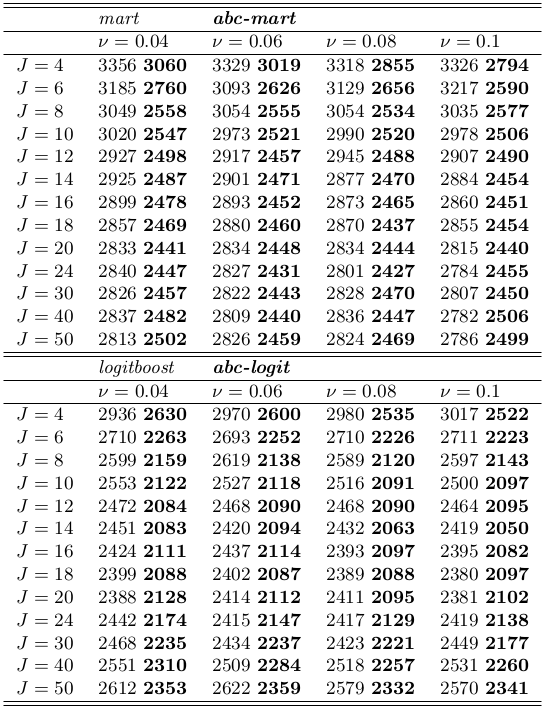 mart abc-mart
ν = 0.04 ν = 0.06 ν = 0.08 ν = 0.1
J = 4 3356 3060 3329 3019 3318 2855 3326 2794
J = 6 3185 2760 3093 2626 3129 2656 3217 2590
J = 8 3049 2558 3054 2555 3054 2534 3035 2577
J = 10 3020 2547 2973 2521 2990 2520 2978 2506
J = 12 2927 2498 2917 2457 2945 2488 2907 2490
J = 14 2925 2487 2901 2471 2877 2470 2884 2454
J = 16 2899 2478 2893 2452 2873 2465 2860 2451
J = 18 2857 2469 2880 2460 2870 2437 2855 2454
J = 20 2833 2441 2834 2448 2834 2444 2815 2440
J = 24 2840 2447 2827 2431 2801 2427 2784 2455
J = 30 2826 2457 2822 2443 2828 2470 2807 2450
J = 40 2837 2482 2809 2440 2836 2447 2782 2506
J = 50 2813 2502 2826 2459 2824 2469 2786 2499
logitboost abc-logit
ν = 0.04 ν = 0.06 ν = 0.08 ν = 0.1
J = 4 2936 2630 2970 2600 2980 2535 3017 2522
J = 6 2710 2263 2693 2252 2710 2226 2711 2223
J = 8 2599 2159 2619 2138 2589 2120 2597 2143
J = 10 2553 2122 2527 2118 2516 2091 2500 2097
J = 12 2472 2084 2468 2090 2468 2090 2464 2095
J = 14 2451 2083 2420 2094 2432 2063 2419 2050
J = 16 2424 2111 2437 2114 2393 2097 2395 2082
J = 18 2399 2088 2402 2087 2389 2088 2380 2097
J = 20 2388 2128 2414 2112 2411 2095 2381 2102
J = 24 2442 2174 2415 2147 2417 2129 2419 2138
J = 30 2468 2235 2434 2237 2423 2221 2449 2177
J = 40 2551 2310 2509 2284 2518 2257 2531 2260
J = 50 2612 2353 2622 2359 2579 2332 2570 2341